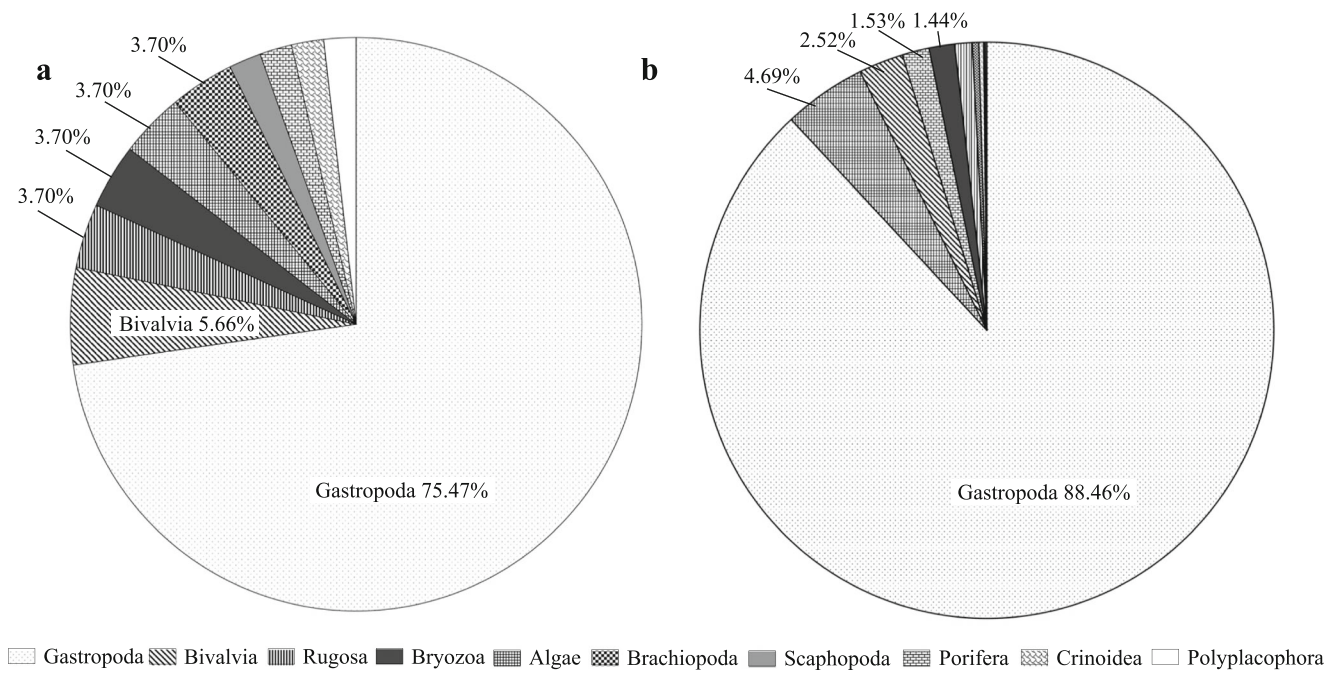 a
3.70%
3.70%
3.70%
3.70%
Bivalvia 5.66%
Gastropoda 75.47%
b
1.53% 1.44%
2.52%
4.69%
Gastropoda 88.46%
Gastropoda Bivalvia Rugosa Bryozoa Algae Brachiopoda Scaphopoda Porifera Crinoidea Polyplacophora